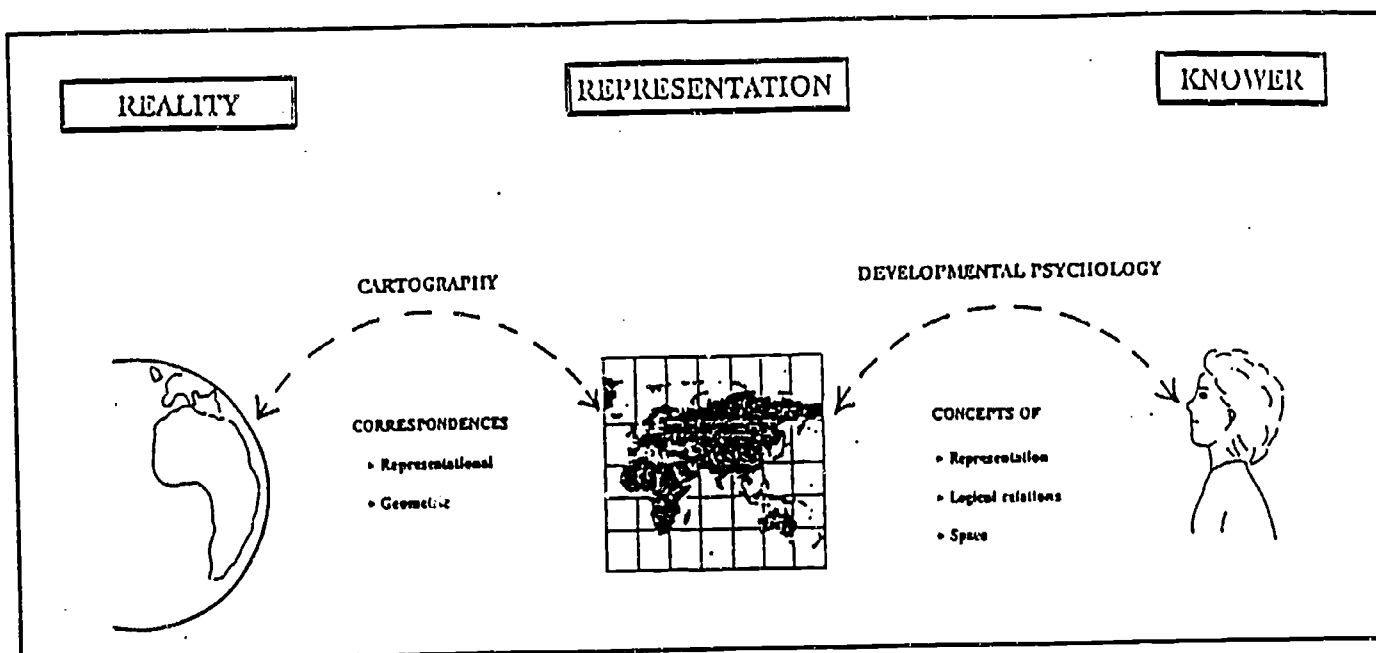 REALITY
REPRESENTATION
KNOWER
CARTOGRAPHY
CORRESPONDENCES
▸ Representational
▸ Geometric
DEVELOPMENTAL PSYCHOLOGY
CONCEPTS OF
▸ Representation
▸ Logical relations
▸ Space